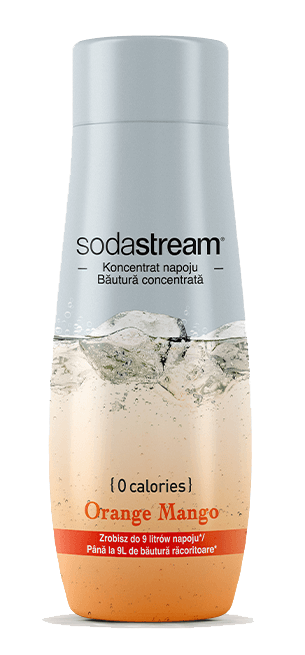 sodastream®
Koncentrat napoju
Băutură concentrată
{0 calories}
Orange Mango
Zrobisz do 9 litrów napoju*/
Până la 9L de băutură răcoritoare*